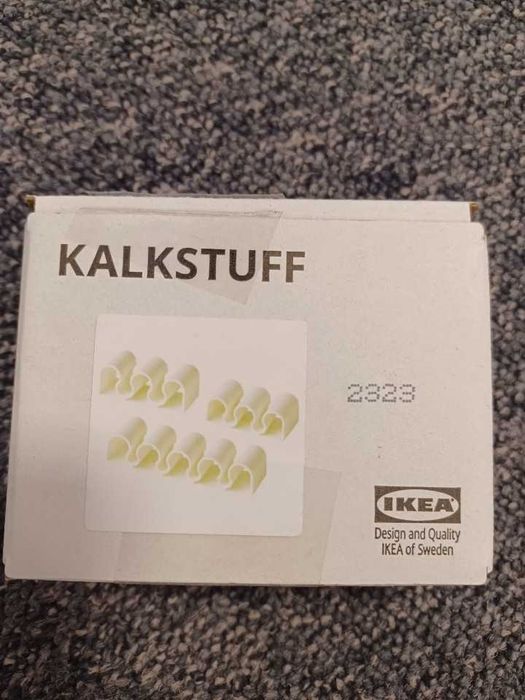 KALKSTUFF
2323
IKEA
Design and Quality
IKEA of Sweden